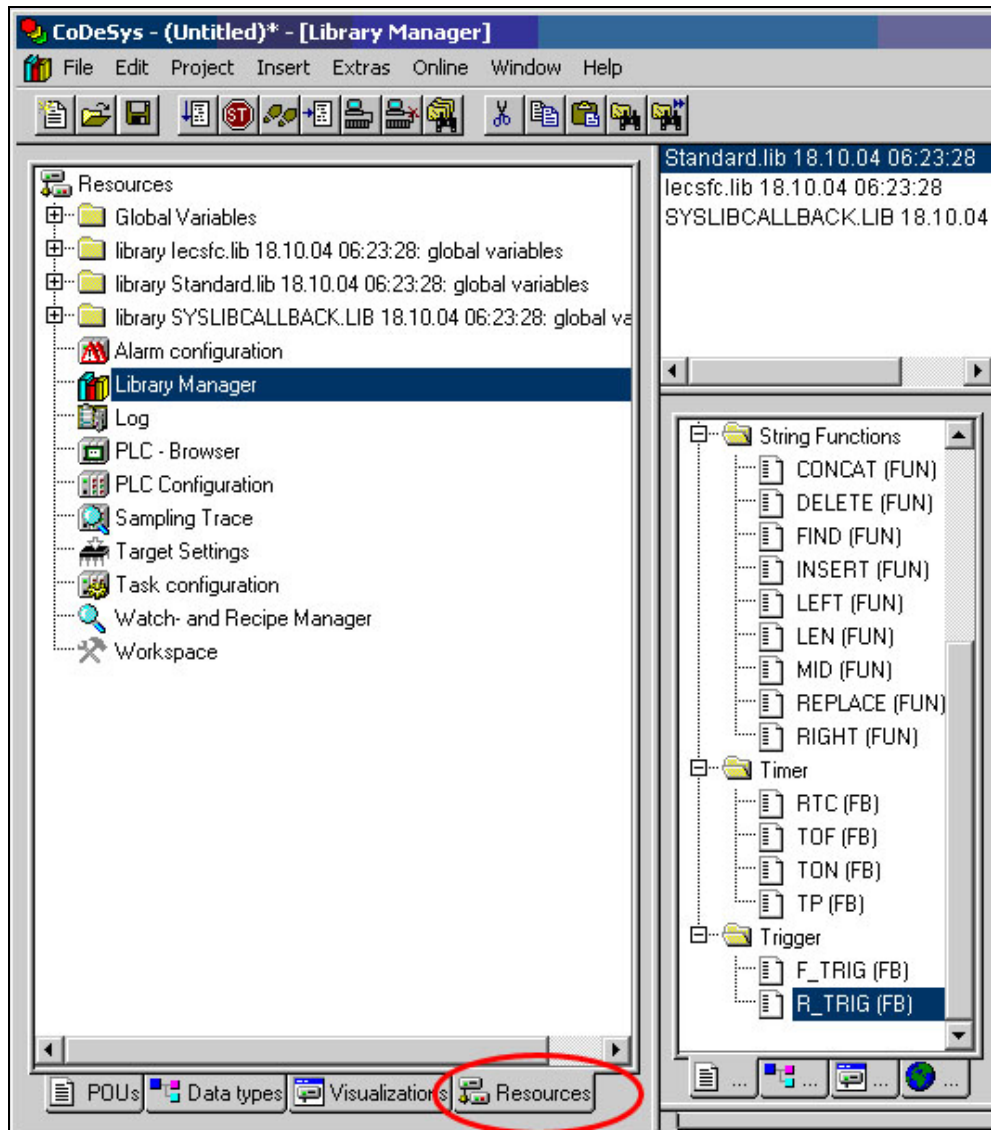 CoDeSys - (Untitled)* - [Library Manager]
File Edit Project Insert Extras Online Window Help
ST
Resources
Global Variables
library Iecsfc.lib 18.10.04 06:23:28: global variables
library Standard.lib 18.10.04 06:23:28: global variables
library SYSLIBCALLBACK.LIB 18.10.04 06:23:28: global va
Alarm configuration
Library Manager
Log
PLC - Browser
PLC Configuration
Sampling Trace
Target Settings
Task configuration
Watch- and Recipe Manager
Workspace
POUs Data types Visualizations Resources
Standard.lib 18.10.04 06:23:28
Iecsfc.lib 18.10.04 06:23:28
SYSLIBCALLBACK.LIB 18.10.04
String Functions
CONCAT (FUN)
DELETE (FUN)
FIND (FUN)
INSERT (FUN)
LEFT (FUN)
LEN (FUN)
MID (FUN)
REPLACE (FUN)
RIGHT (FUN)
Timer
RTC (FB)
TOF (FB)
TON (FB)
TP (FB)
Trigger
F_TRIG (FB)
R_TRIG (FB)
... ... ... ...